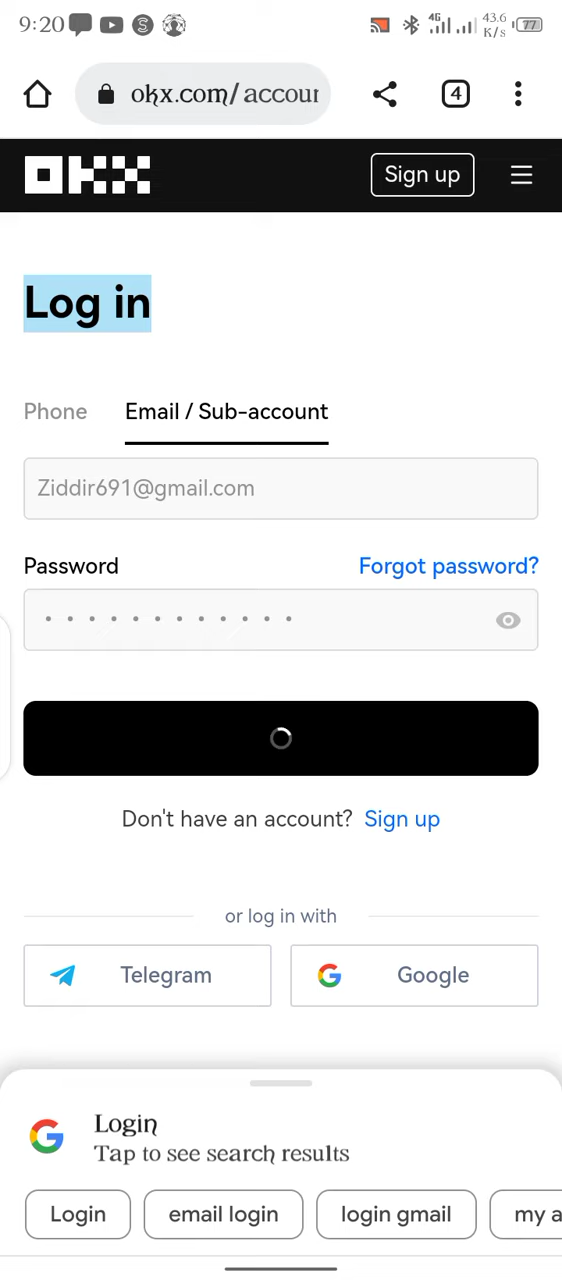 9:20 4G 43.6 K/s 77
okx.com/accour 4
OKX Sign up
Log in
Phone Email / Sub-account
Ziddir691@gmail.com
Password Forgot password?
Don't have an account? Sign up
or log in with
Telegram Google
Login
Tap to see search results
Login email login login gmail my a